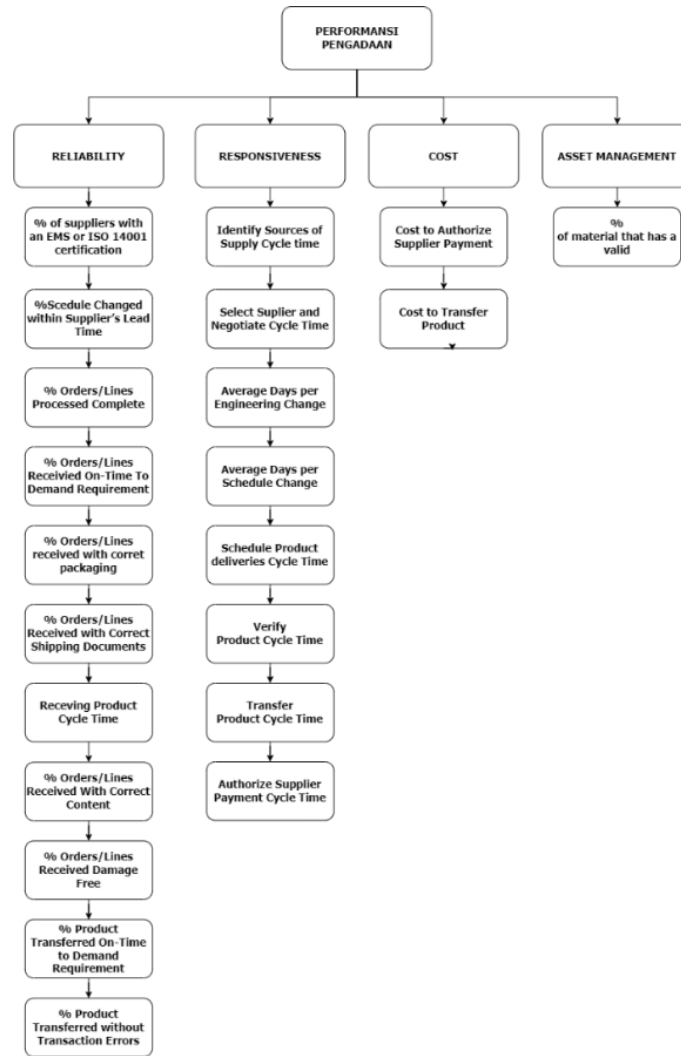 PERFORMANSI
PENGADAAN
RELIABILITY
RESPONSIVENESS
COST
ASSET MANAGEMENT
% of suppliers with
an EMS or ISO 14001
certification
%Scedule Changed
within Supplier's Lead
Time
% Orders/Lines
Processed Complete
% Orders/Lines
Receivied On-Time To
Demand Requirement
% Orders/Lines
received with corret
packaging
% Orders/Lines
Received with Correct
Shipping Documents
Receving Product
Cycle Time
% Orders/Lines
Received With Correct
Content
% Orders/Lines
Received Damage
Free
% Product
Transferred On-Time
to Demand
Requirement
% Product
Transferred without
Transaction Errors
Identify Sources of
Supply Cycle time
Select Suplier and
Negotiate Cycle Time
Average Days per
Engineering Change
Average Days per
Schedule Change
Schedule Product
deliveries Cycle Time
Verify
Product Cycle Time
Transfer
Product Cycle Time
Authorize Supplier
Payment Cycle Time
Cost to Authorize
Supplier Payment
Cost to Transfer
Product
%
of material that has a
valid